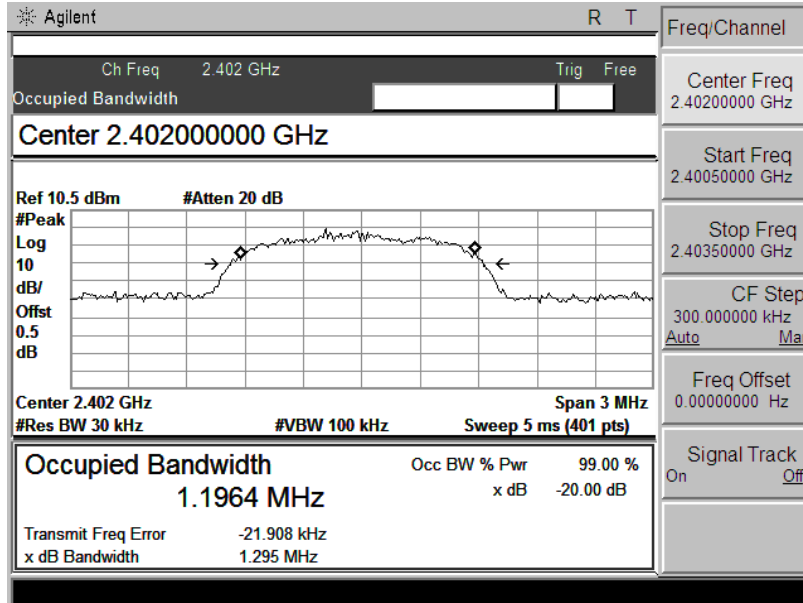 Agilent R T
Ch Freq 2.402 GHz Trig Free
Occupied Bandwidth
Center 2.402000000 GHz
Ref 10.5 dBm #Atten 20 dB
#Peak
Log
10
dB/
Offst
0.5
dB
Center 2.402 GHz Span 3 MHz
#Res BW 30 kHz #VBW 100 kHz Sweep 5 ms (401 pts)
Occupied Bandwidth Occ BW % Pwr 99.00 %
1.1964 MHz x dB -20.00 dB
Transmit Freq Error -21.908 kHz
x dB Bandwidth 1.295 MHz
Freq/Channel
Center Freq
2.40200000 GHz
Start Freq
2.40050000 GHz
Stop Freq
2.40350000 GHz
CF Step
300.000000 kHz
Auto Ma
Freq Offset
0.00000000 Hz
Signal Track
On Off